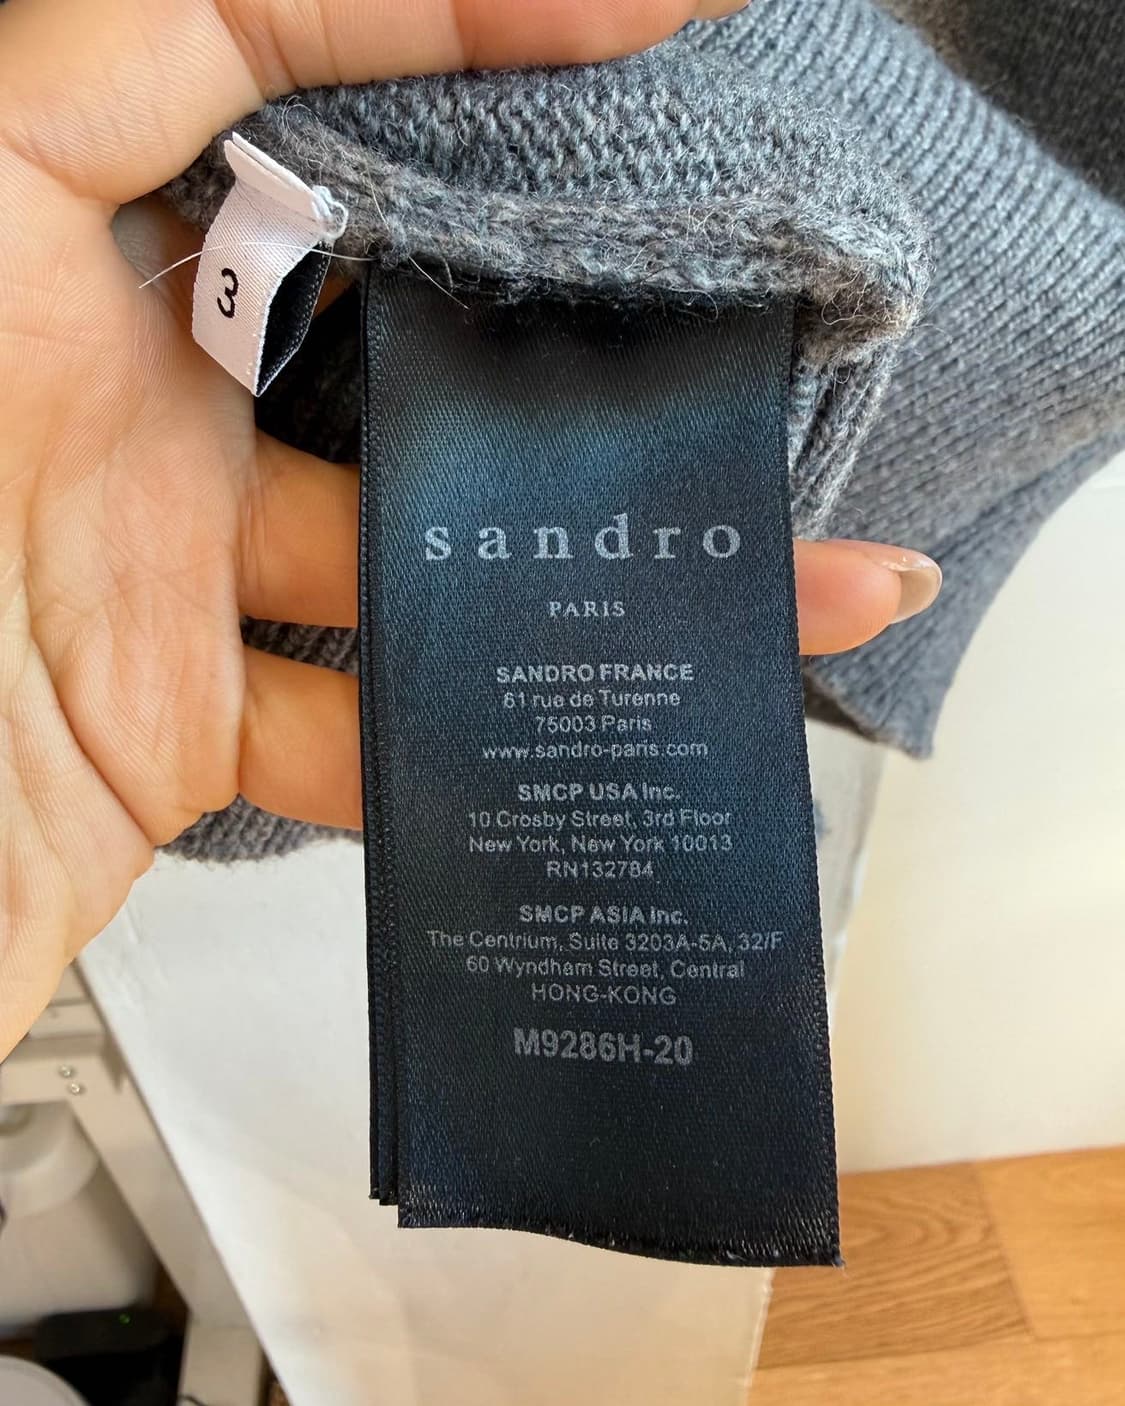 3
sandro
PARIS
SANDRO FRANCE
61 rue de Turenne
75003 Paris
www.sandro-paris.com
SMCP USA Inc.
10 Crosby Street, 3rd Floor
New York, New York 10013
RN132784
SMCP ASIA Inc.
The Centrium, Suite 3203A-5A, 32/F
60 Wyndham Street, Central
HONG-KONG
M9286H-20